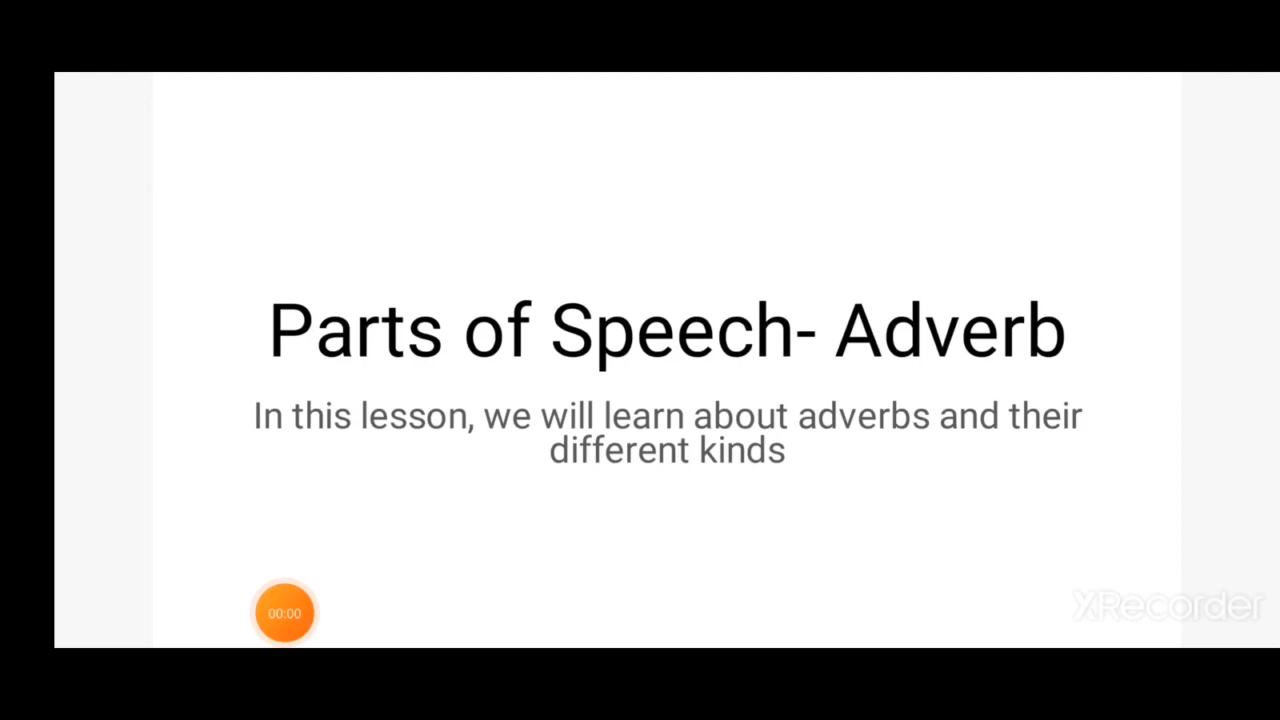 Parts of Speech- Adverb
In this lesson, we will learn about adverbs and their
different kinds
00:00
XRecorder